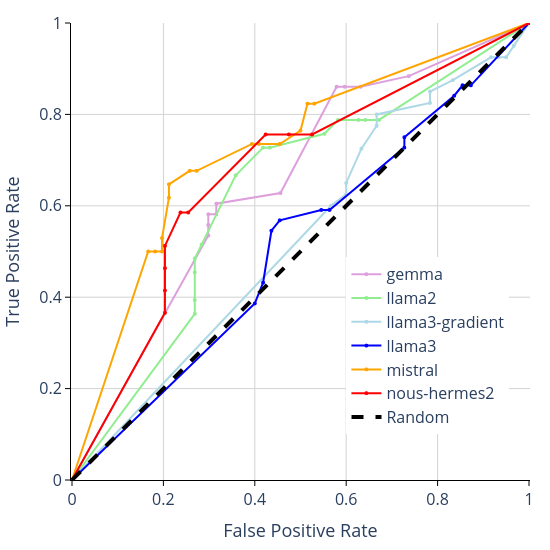 1
0.8
0.6
0.4
0.2
0
True Positive Rate
gemma
llama2
llama3-gradient
llama3
mistral
nous-hermes2
Random
0 0.2 0.4 0.6 0.8 1
False Positive Rate